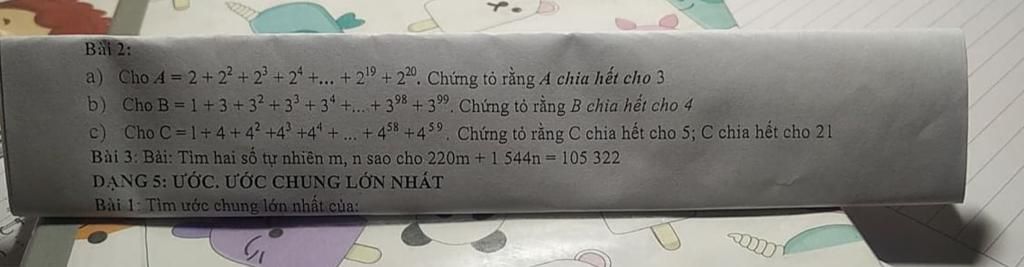 Bài 2:
a) Cho A = 2 + 2² + 2³ + 2⁴ +... + 2¹⁹ + 2²⁰. Chứng tỏ rằng A chia hết cho 3
b) Cho B = 1 + 3 + 3² + 3³ + 3⁴ +... + 3⁹⁸ + 3⁹⁹. Chứng tỏ rằng B chia hết cho 4
c) Cho C = 1 + 4 + 4² +4³ +4⁴ + ... + 4⁵⁸ +4⁵⁹. Chứng tỏ rằng C chia hết cho 5; C chia hết cho 21
Bài 3: Bài: Tìm hai số tự nhiên m, n sao cho 220m + 1 544n = 105 322
DẠNG 5: ƯỚC. ƯỚC CHUNG LỚN NHẤT
Bài 1: Tìm ước chung lớn nhất của: